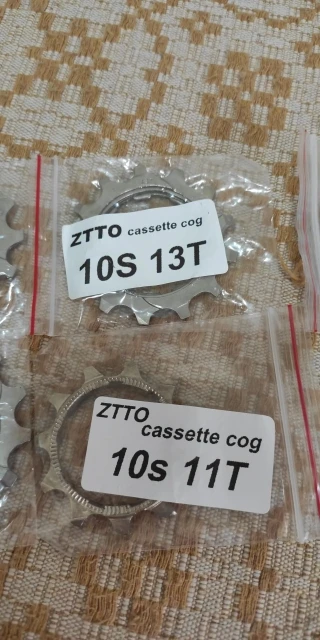 ZTTO cassette cog
10S 13T
ZTTO
cassette cog
10s 11T